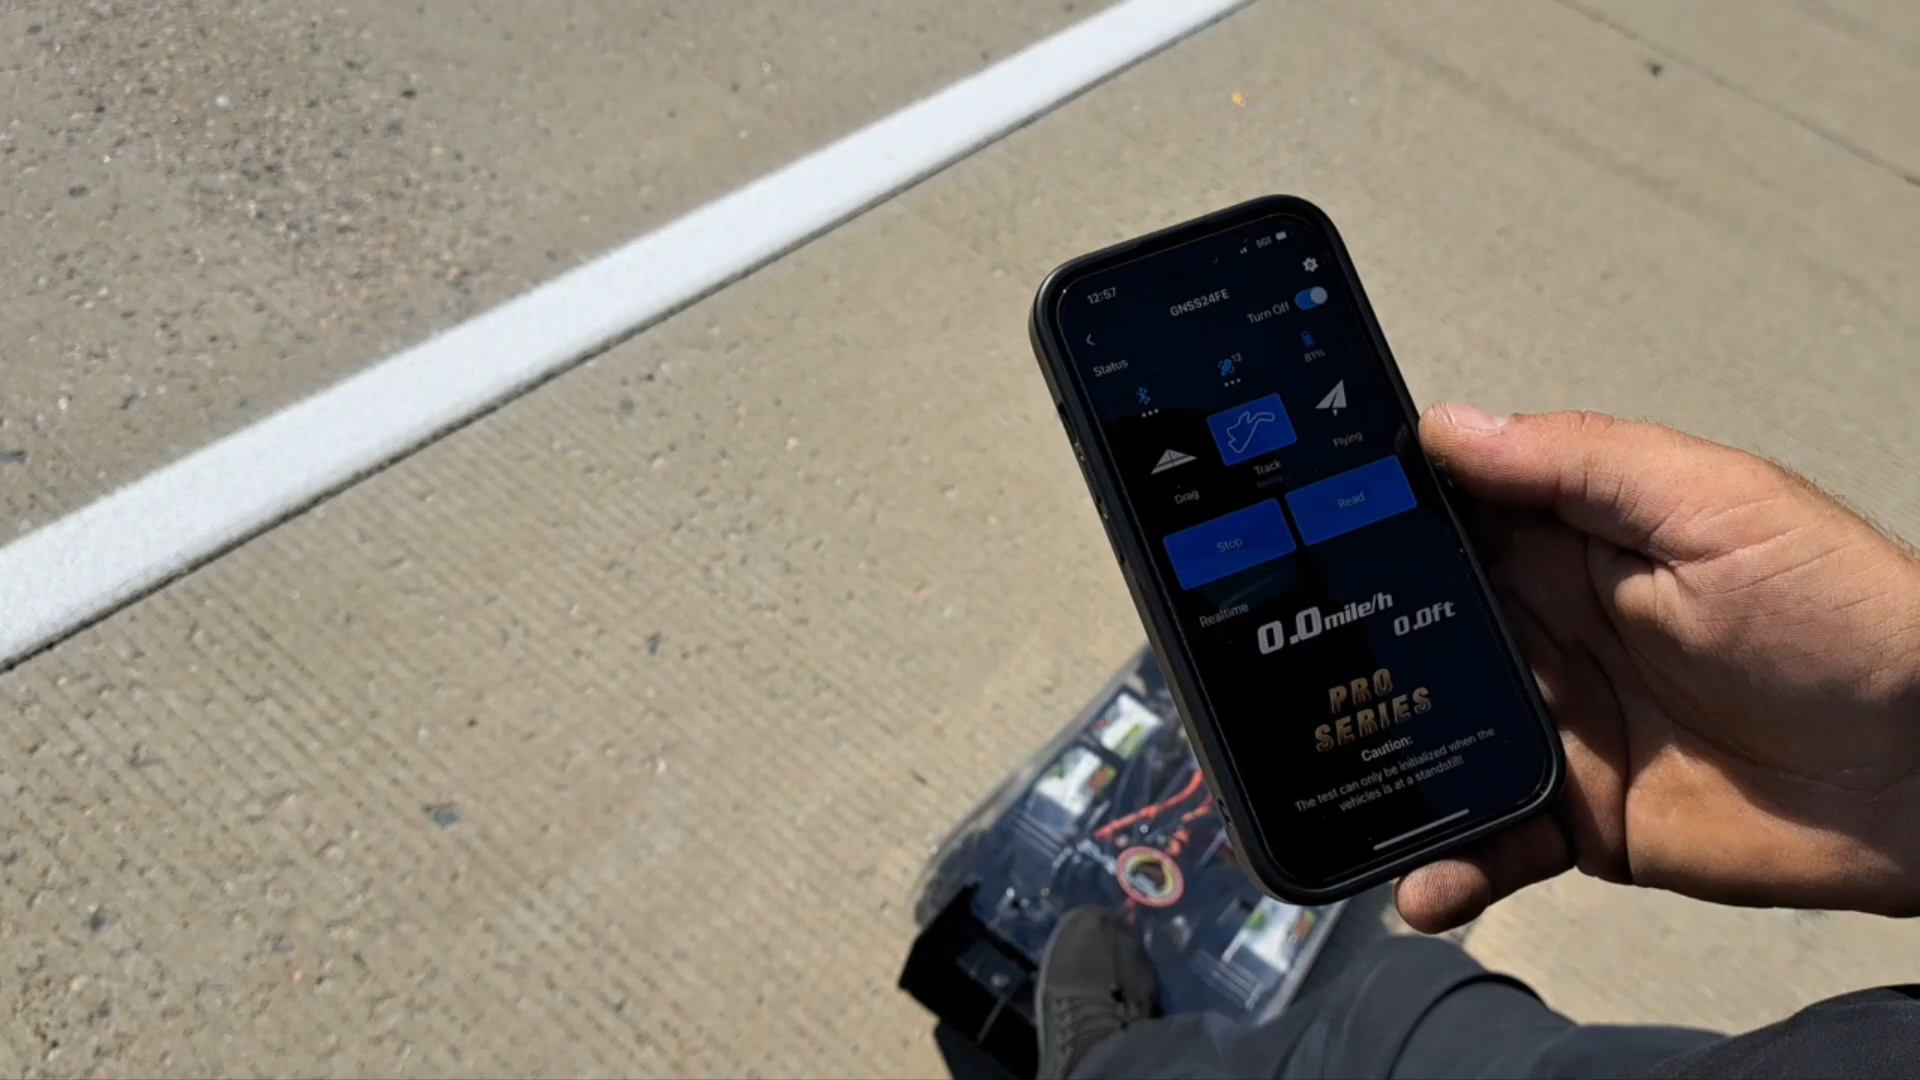 12:57
5G
GNSS24FE
Turn Off
Status
12
81%
Drag
Track
Flying
Stop
Read
Realtime
0.0mile/h
0.0ft
PRO
SERIES
Caution:
The test can only be initialized when the
vehicles is at a standstill!